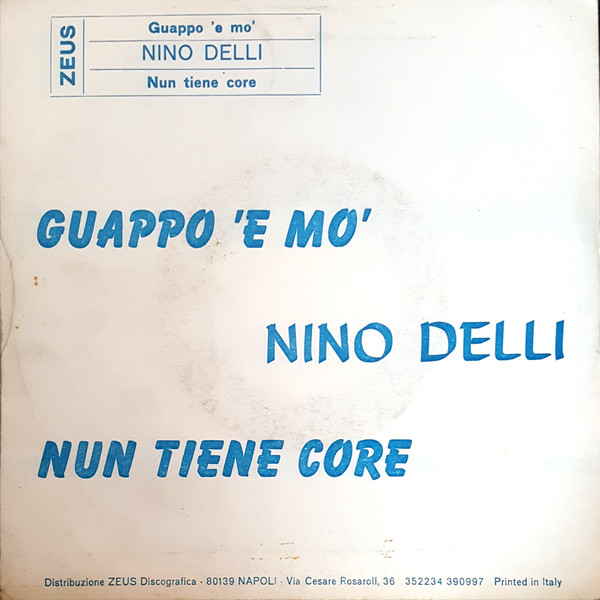 ZEUS
Guappo 'e mo'
NINO DELLI
Nun tiene core
GUAPPO 'E MO'
NINO DELLI
NUN TIENE CORE
Distribuzione ZEUS Discografica - 80139 NAPOLI - Via Cesare Rosaroll, 36 352234 390997 Printed in Italy